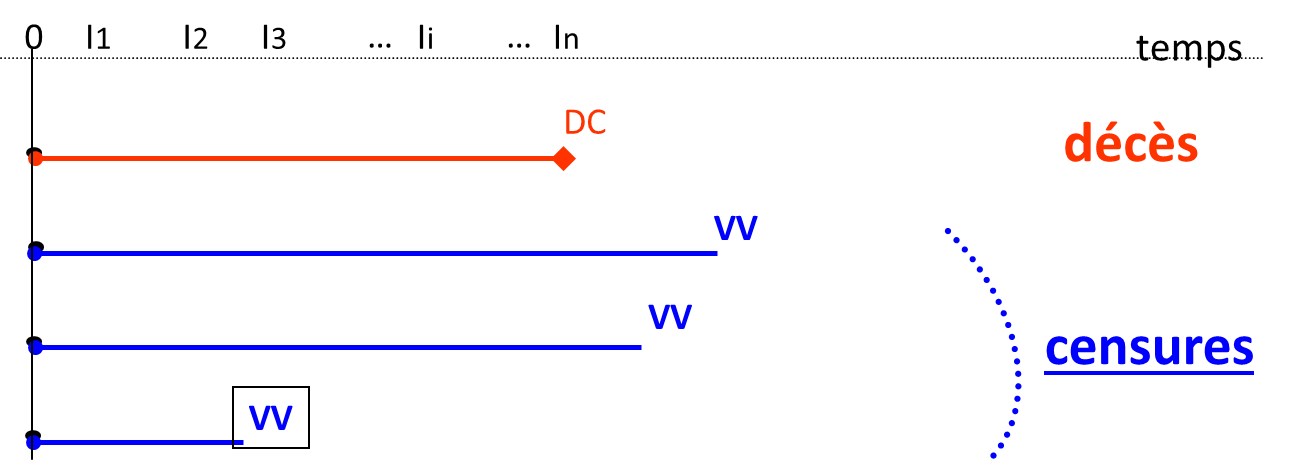 0 I1 I2 I3 ... Ii ... In
temps
DC
décès
VV
VV
censures
VV